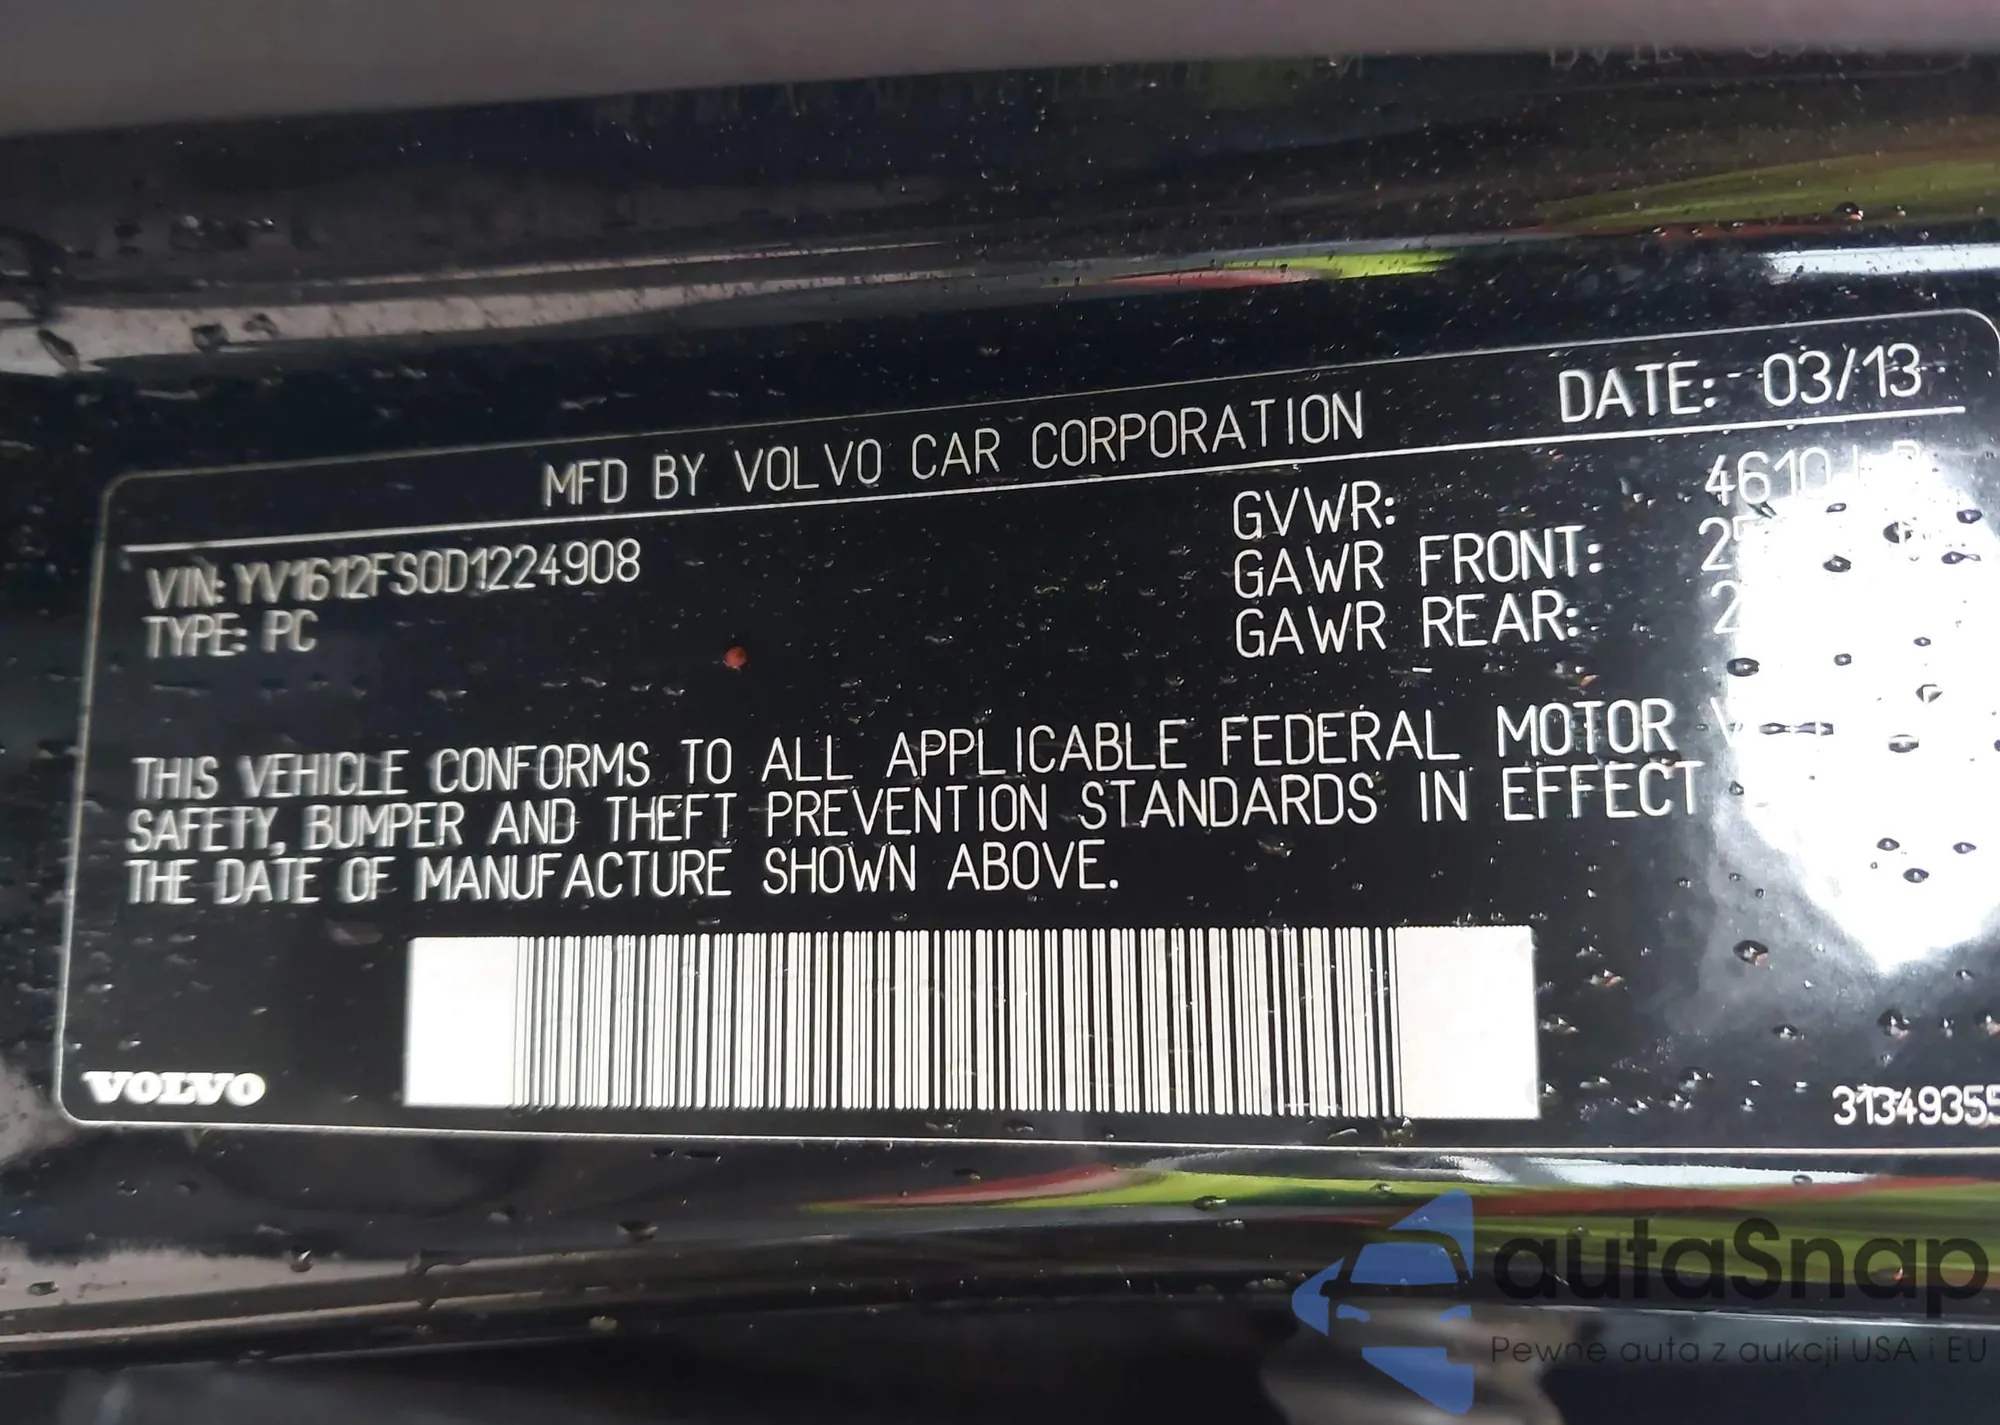 MFD BY VOLVO CAR CORPORATION DATE: 03/13
VIN: YV1612FS0D1224908
TYPE: PC
GVWR: 4610
GAWR FRONT:
GAWR REAR:
THIS VEHICLE CONFORMS TO ALL APPLICABLE FEDERAL MOTOR
SAFETY, BUMPER AND THEFT PREVENTION STANDARDS IN EFFECT
THE DATE OF MANUFACTURE SHOWN ABOVE.
VOLVO
31349355
autaSnap
Pewne auta z aukcji USA i EU